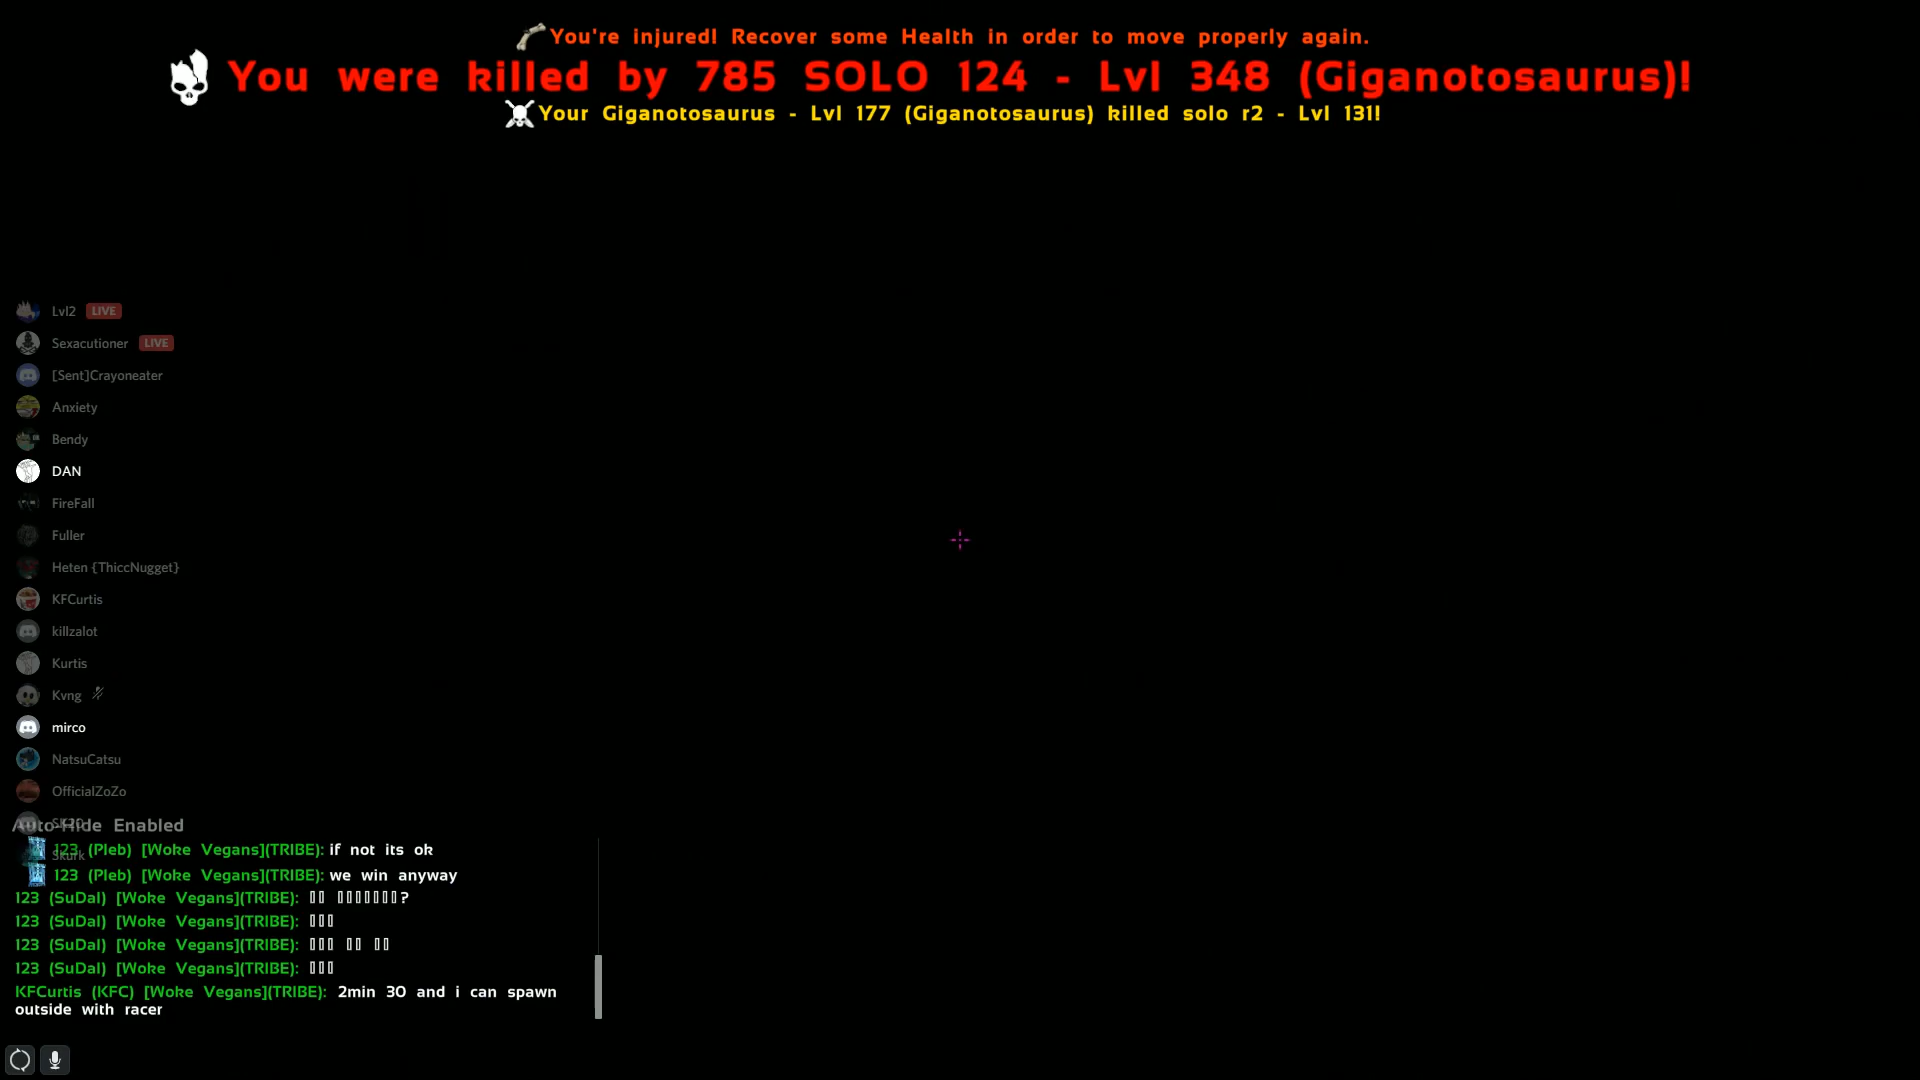 You're injured! Recover some Health in order to move properly again.
You were killed by 785 SOLO 124 - Lvl 348 (Giganotosaurus)!
Your Giganotosaurus - Lvl 177 (Giganotosaurus) killed solo r2 - Lvl 131!
Lvl2 LIVE
Sexacutioner LIVE
[Sent]Crayoneater
Anxiety
Bendy
DAN
FireFall
Fuller
Heten {ThiccNugget}
KFCurtis
killzalot
Kurtis
Kvng
mirco
NatsuCatsu
OfficialZoZo
Auto-Hide Enabled
123 (Pleb) [Woke Vegans](TRIBE): if not its ok
Skurk
123 (Pleb) [Woke Vegans](TRIBE): we win anyway
123 (SuDal) [Woke Vegans](TRIBE): ?
123 (SuDal) [Woke Vegans](TRIBE):
123 (SuDal) [Woke Vegans](TRIBE):
123 (SuDal) [Woke Vegans](TRIBE):
KFCurtis (KFC) [Woke Vegans](TRIBE): 2min 30 and i can spawn
outside with racer